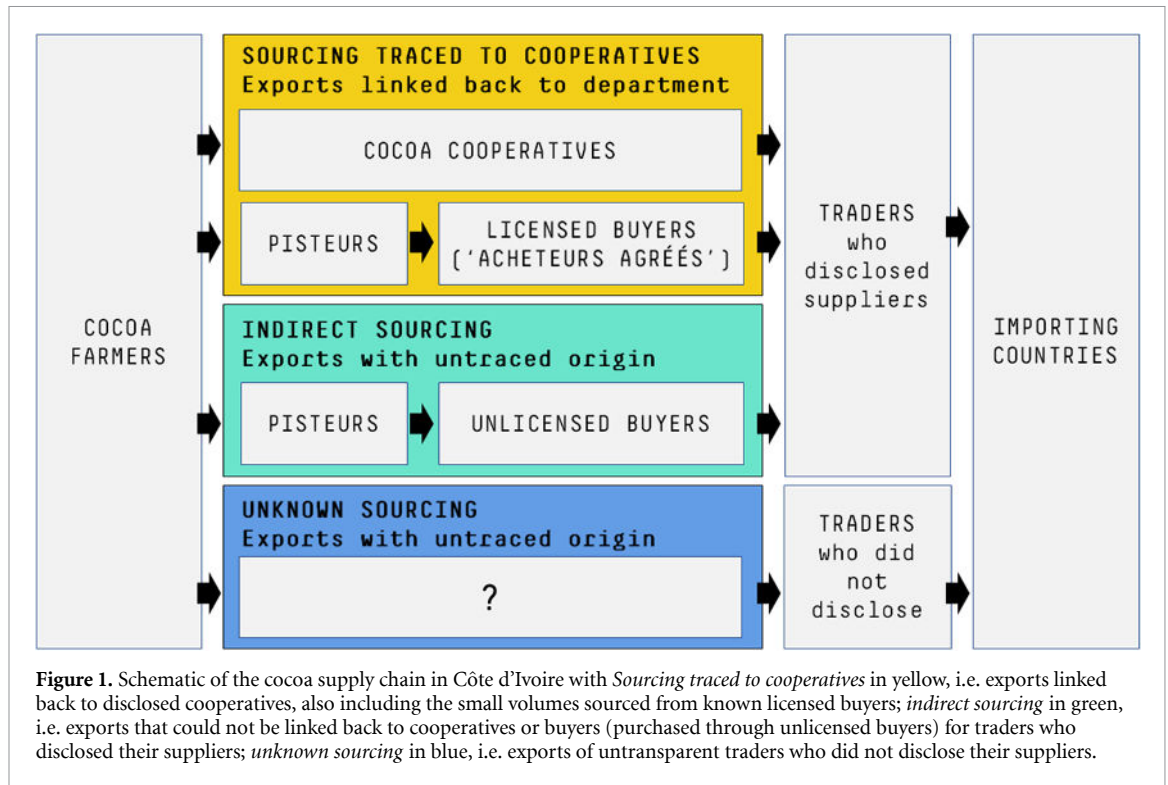 COCOA
FARMERS
SOURCING TRACED TO COOPERATIVES
Exports linked back to department
COCOA COOPERATIVES
PISTEURS
LICENSED BUYERS
('ACHETEURS AGRÉÉS')
INDIRECT SOURCING
Exports with untraced origin
PISTEURS
UNLICENSED BUYERS
UNKNOWN SOURCING
Exports with untraced origin
?
TRADERS
who
disclosed
suppliers
TRADERS
who did
not
disclose
IMPORTING
COUNTRIES
Figure 1. Schematic of the cocoa supply chain in Côte d'Ivoire with Sourcing traced to cooperatives in yellow, i.e. exports linked
back to disclosed cooperatives, also including the small volumes sourced from known licensed buyers; indirect sourcing in green,
i.e. exports that could not be linked back to cooperatives or buyers (purchased through unlicensed buyers) for traders who
disclosed their suppliers; unknown sourcing in blue, i.e. exports of untransparent traders who did not disclose their suppliers.